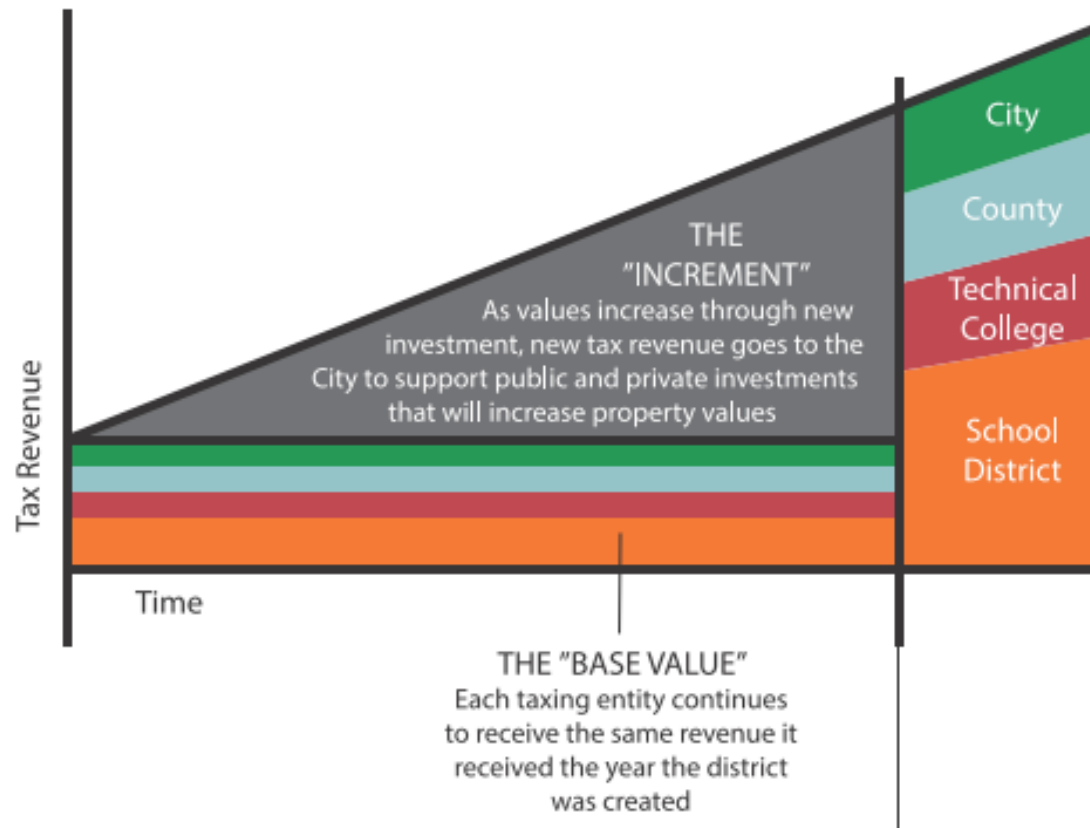 City
County
Technical
College
School
District
THE
"INCREMENT"
As values increase through new
investment, new tax revenue goes to the
City to support public and private investments
that will increase property values
Tax Revenue
Time
THE "BASE VALUE"
Each taxing entity continues
to receive the same revenue it
received the year the district
was created